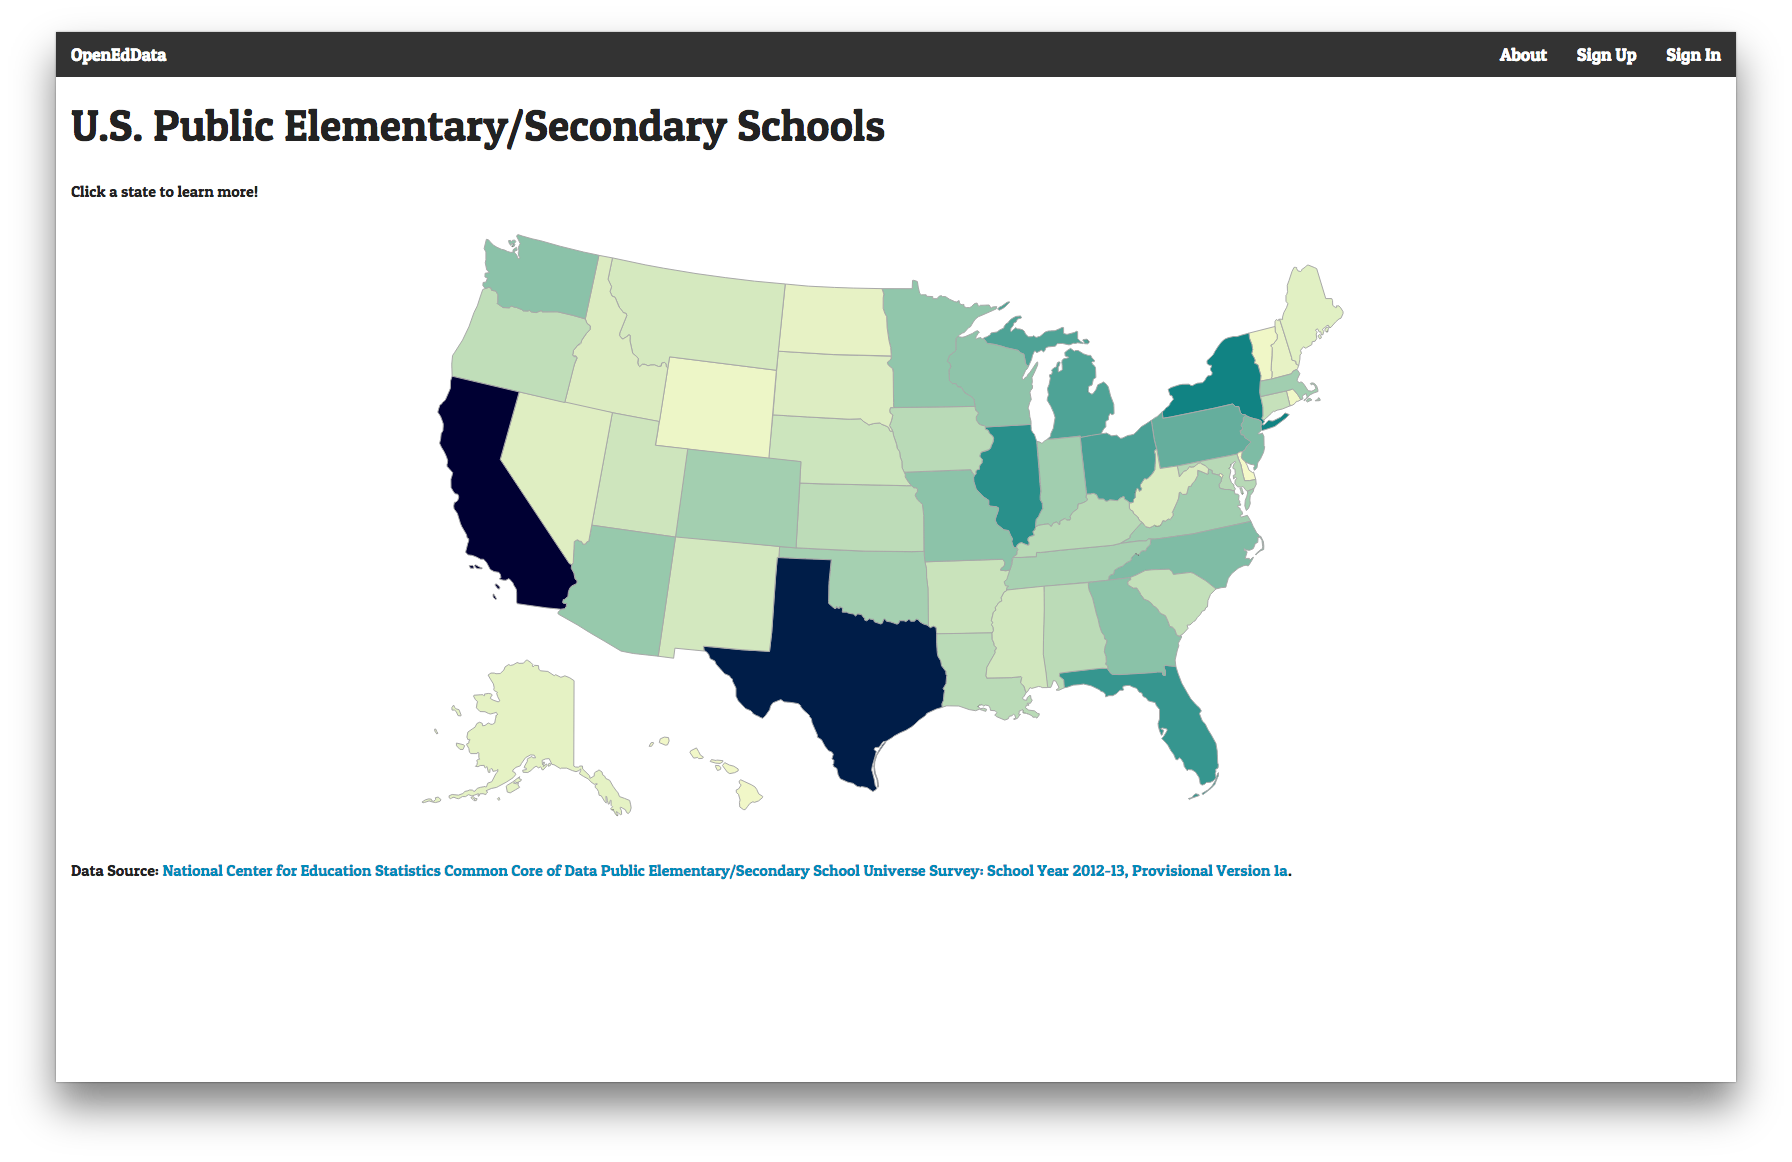 OpenEdData About Sign Up Sign In
U.S. Public Elementary/Secondary Schools
Click a state to learn more!
Data Source: National Center for Education Statistics Common Core of Data Public Elementary/Secondary School Universe Survey: School Year 2012-13, Provisional Version 1a.